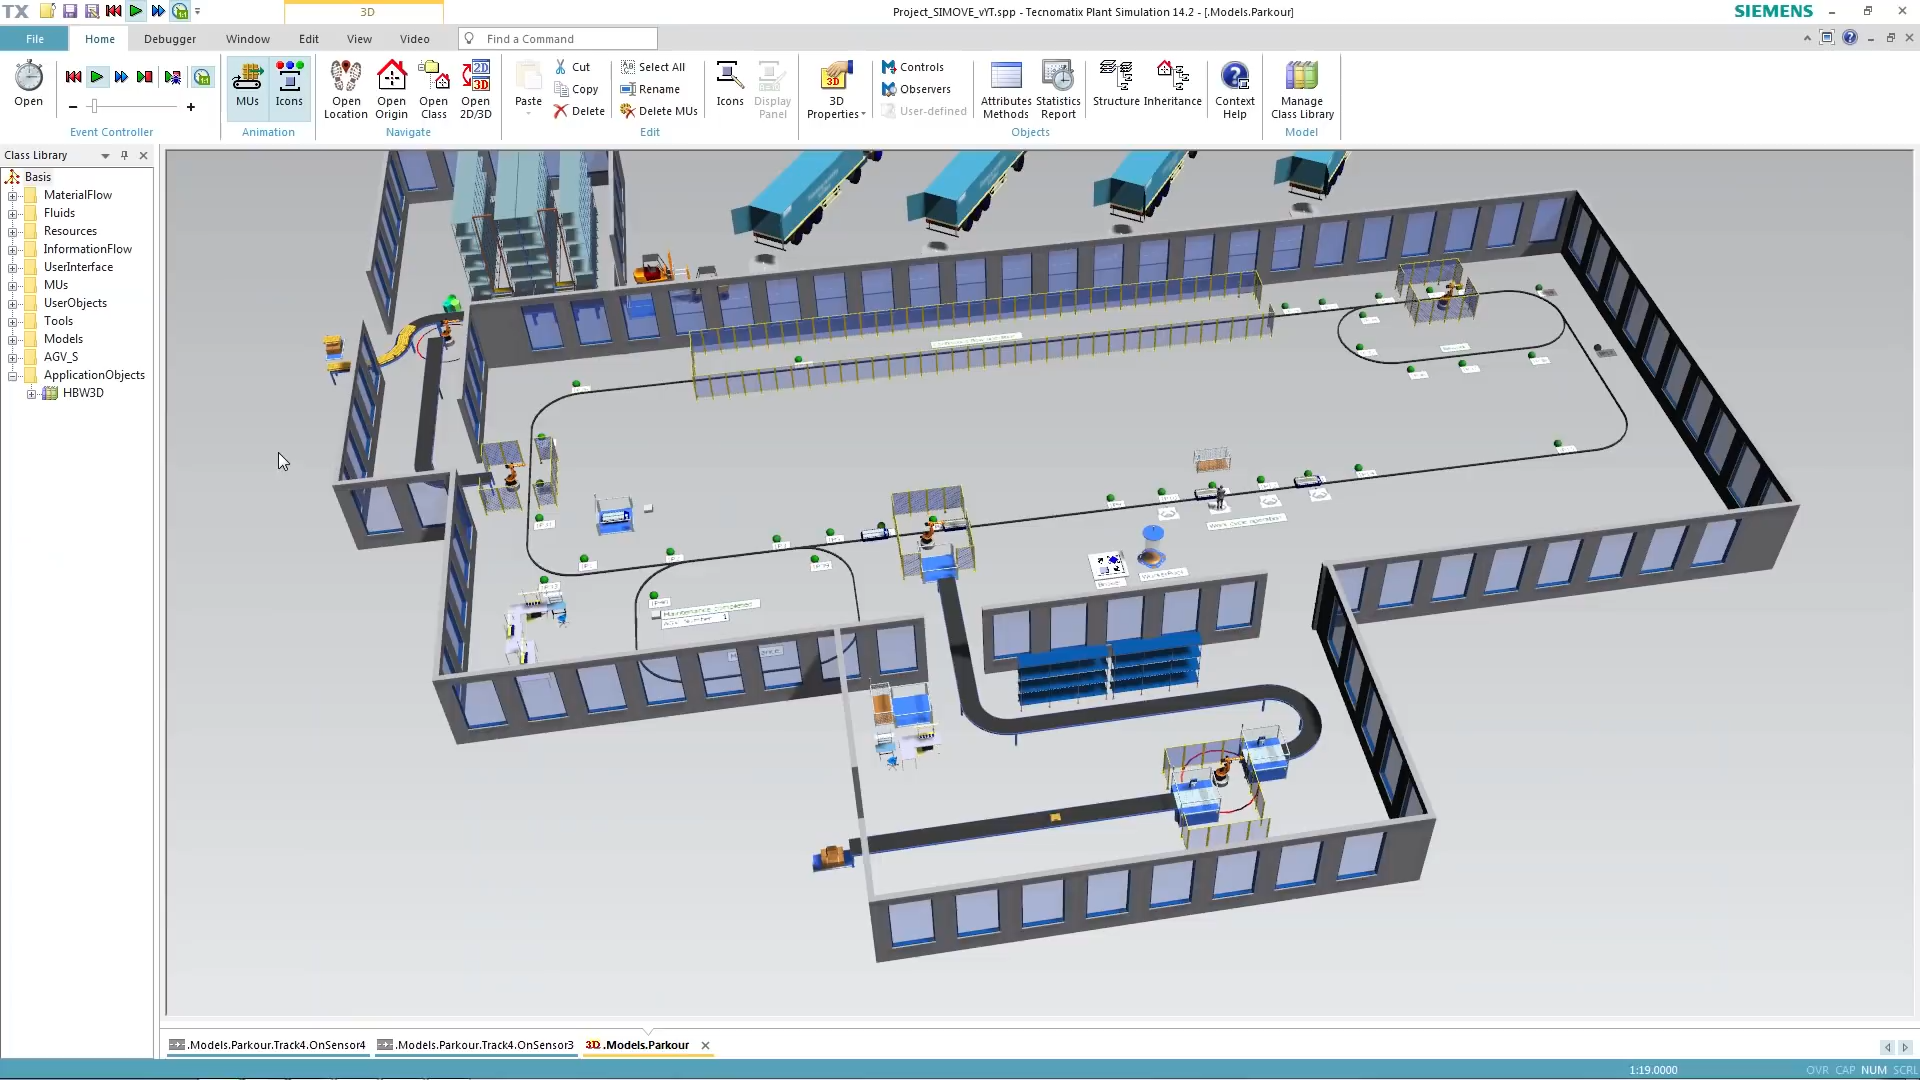 TX
3D
Project_SIMOVE_vYT.spp - Tecnomatix Plant Simulation 14.2 - [.Models.Parkour]
SIEMENS
File
Home
Debugger
Window
Edit
View
Video
Find a Command
Open
Event Controller
MUs
Icons
Animation
Open Location
Open Origin
Open Class
Open 2D/3D
Navigate
Paste
Cut
Copy
Delete
Select All
Rename
Delete MUs
Edit
Icons
Display Panel
3D Properties
Controls
Observers
User-defined
Attributes Methods
Statistics Report
Structure
Inheritance
Objects
Context Help
Manage Class Library
Model
Class Library
Basis
MaterialFlow
Fluids
Resources
InformationFlow
UserInterface
MUs
UserObjects
Tools
Models
AGV_S
ApplicationObjects
HBW3D
Maintenance completed
.Models.Parkour.Track4.OnSensor4
.Models.Parkour.Track4.OnSensor3
3D .Models.Parkour
1:19.0000
OVR CAP NUM SCRL